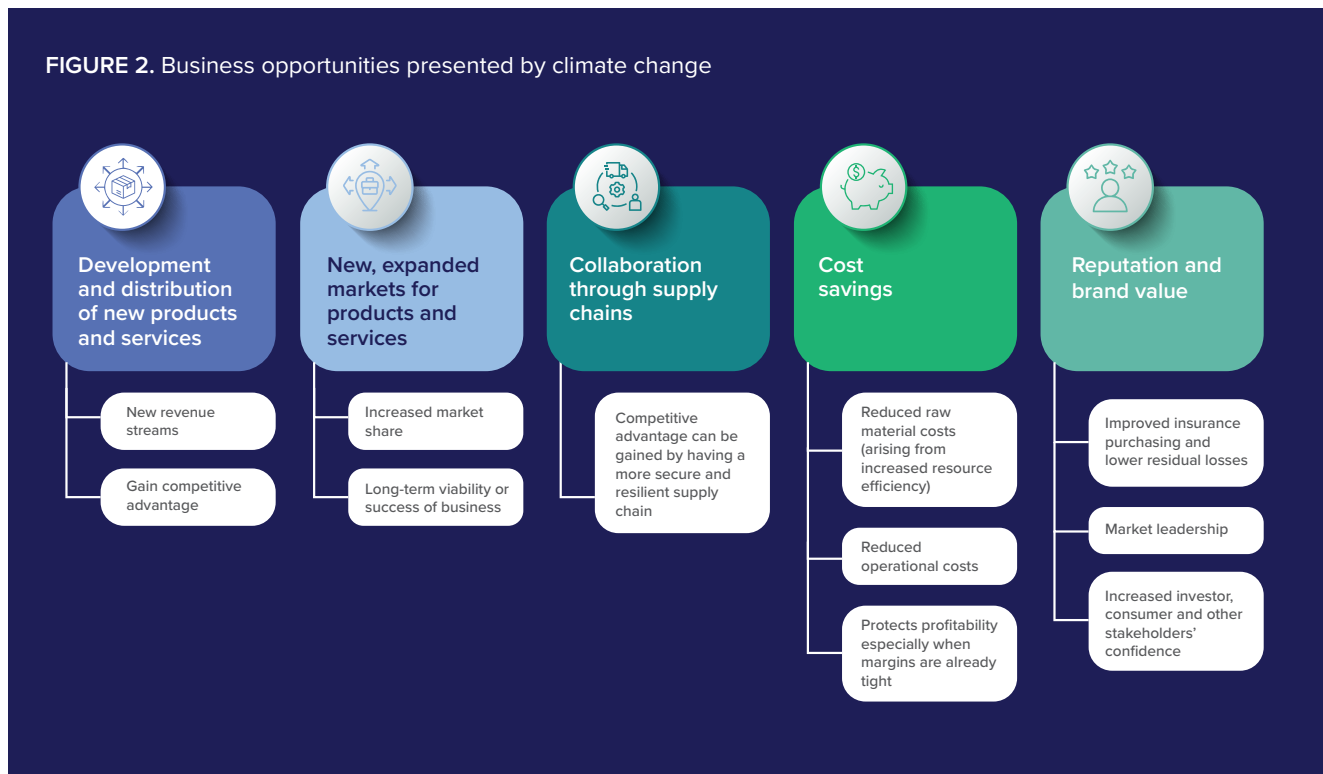 FIGURE 2. Business opportunities presented by climate change
Development
and distribution
of new products
and services
New revenue
streams
Gain competitive
advantage
New, expanded
markets for
products and
services
Increased market
share
Long-term viability or
success of business
Collaboration
through supply
chains
Competitive
advantage can be
gained by having a
more secure and
resilient supply
chain
Cost
savings
Reduced raw
material costs
(arising from
increased resource
efficiency)
Reduced
operational costs
Protects profitability
especially when
margins are already
tight
Reputation and
brand value
Improved insurance
purchasing and
lower residual losses
Market leadership
Increased investor,
consumer and other
stakeholders’
confidence